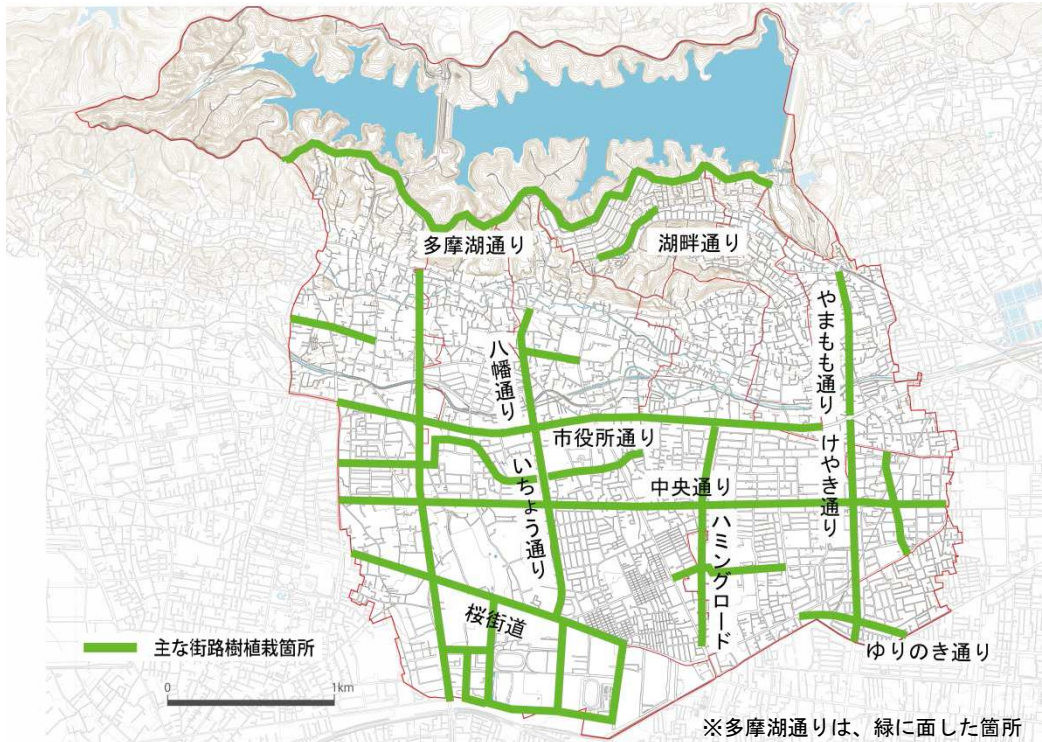 多摩湖通り
湖畔通り
やまもも通り
八幡通り
市役所通り
けやき通り
いちょう通り
中央通り
ハミングロード
桜街道
ゆりのき通り
主な街路樹植栽箇所
0 1km
※多摩湖通りは、緑に面した箇所